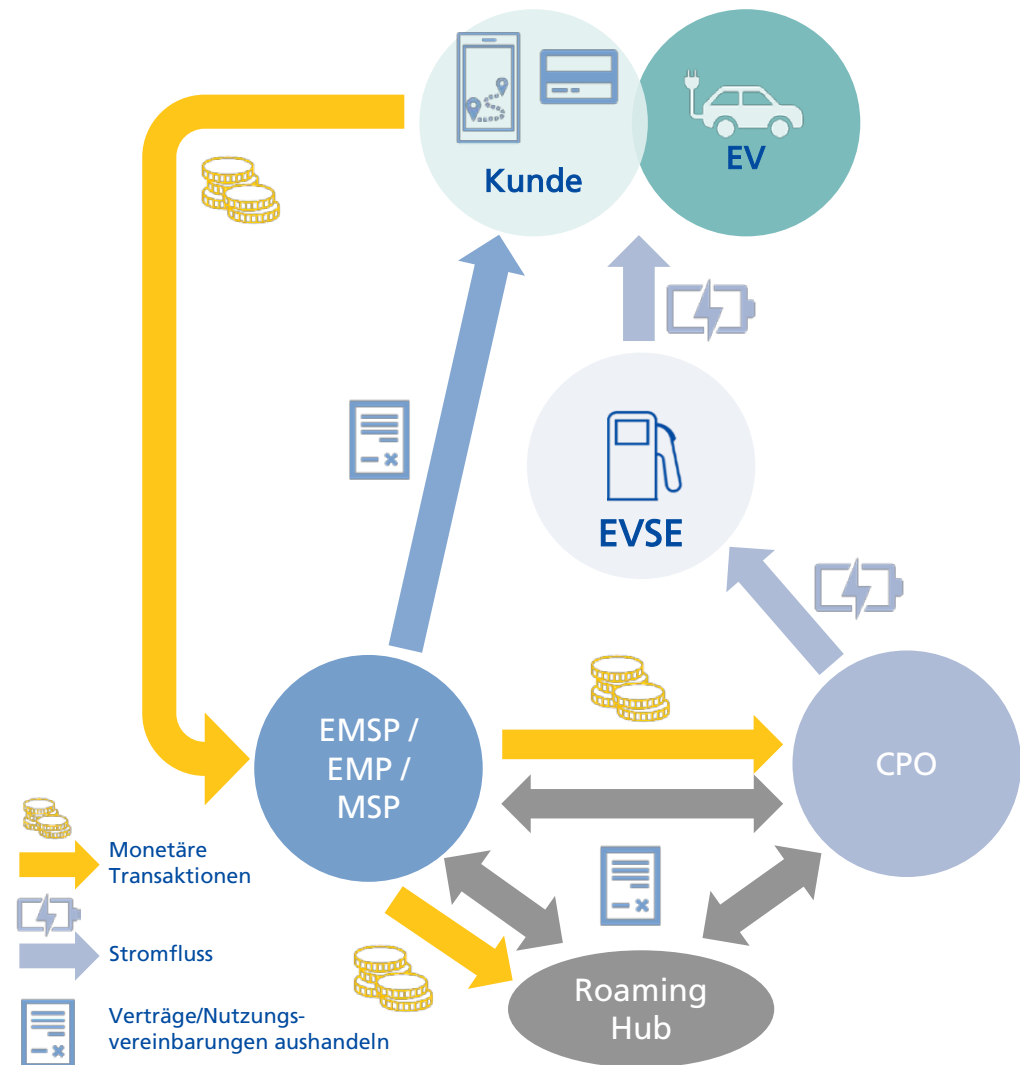 Kunde
EV
EVSE
EMSP /
EMP /
MSP
CPO
Roaming
Hub
Monetäre
Transaktionen
Stromfluss
Verträge/Nutzungs-
vereinbarungen aushandeln